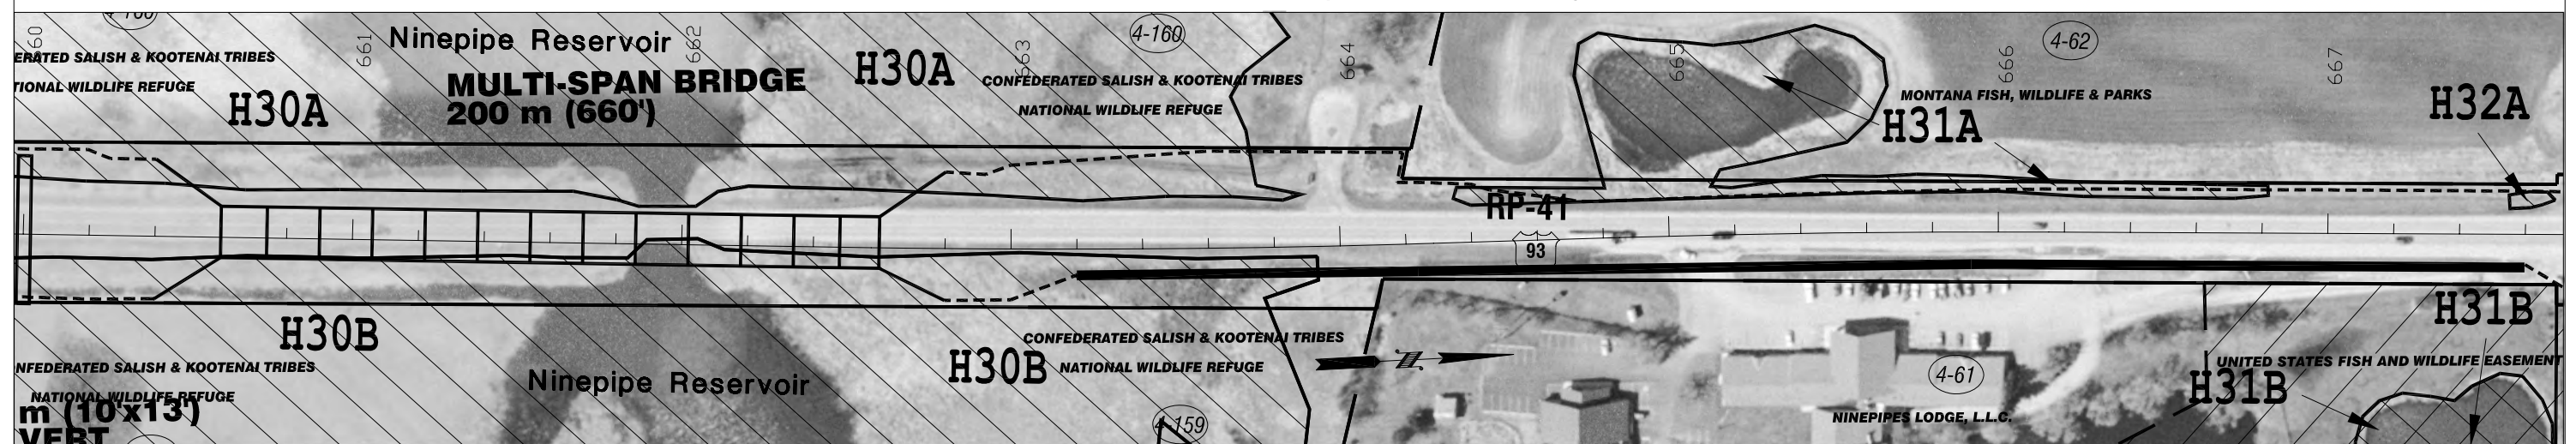 4-160
660
661
Ninepipe Reservoir
662
H30A
663
4-160
664
665
666
4-62
667
ERATED SALISH & KOOTENAI TRIBES
MULTI-SPAN BRIDGE
CONFEDERATED SALISH & KOOTENAI TRIBES
TIONAL WILDLIFE REFUGE
H30A
200 m (660')
NATIONAL WILDLIFE REFUGE
MONTANA FISH, WILDLIFE & PARKS
H31A
H32A
RP-41
93
H30B
CONFEDERATED SALISH & KOOTENAI TRIBES
H31B
NFEDERATED SALISH & KOOTENAI TRIBES
H30B
NATIONAL WILDLIFE REFUGE
N
UNITED STATES FISH AND WILDLIFE EASEMENT
Ninepipe Reservoir
4-61
H31B
NATIONAL WILDLIFE REFUGE
m (10'x13')
4-159
NINEPIPES LODGE, L.L.C.
VERT